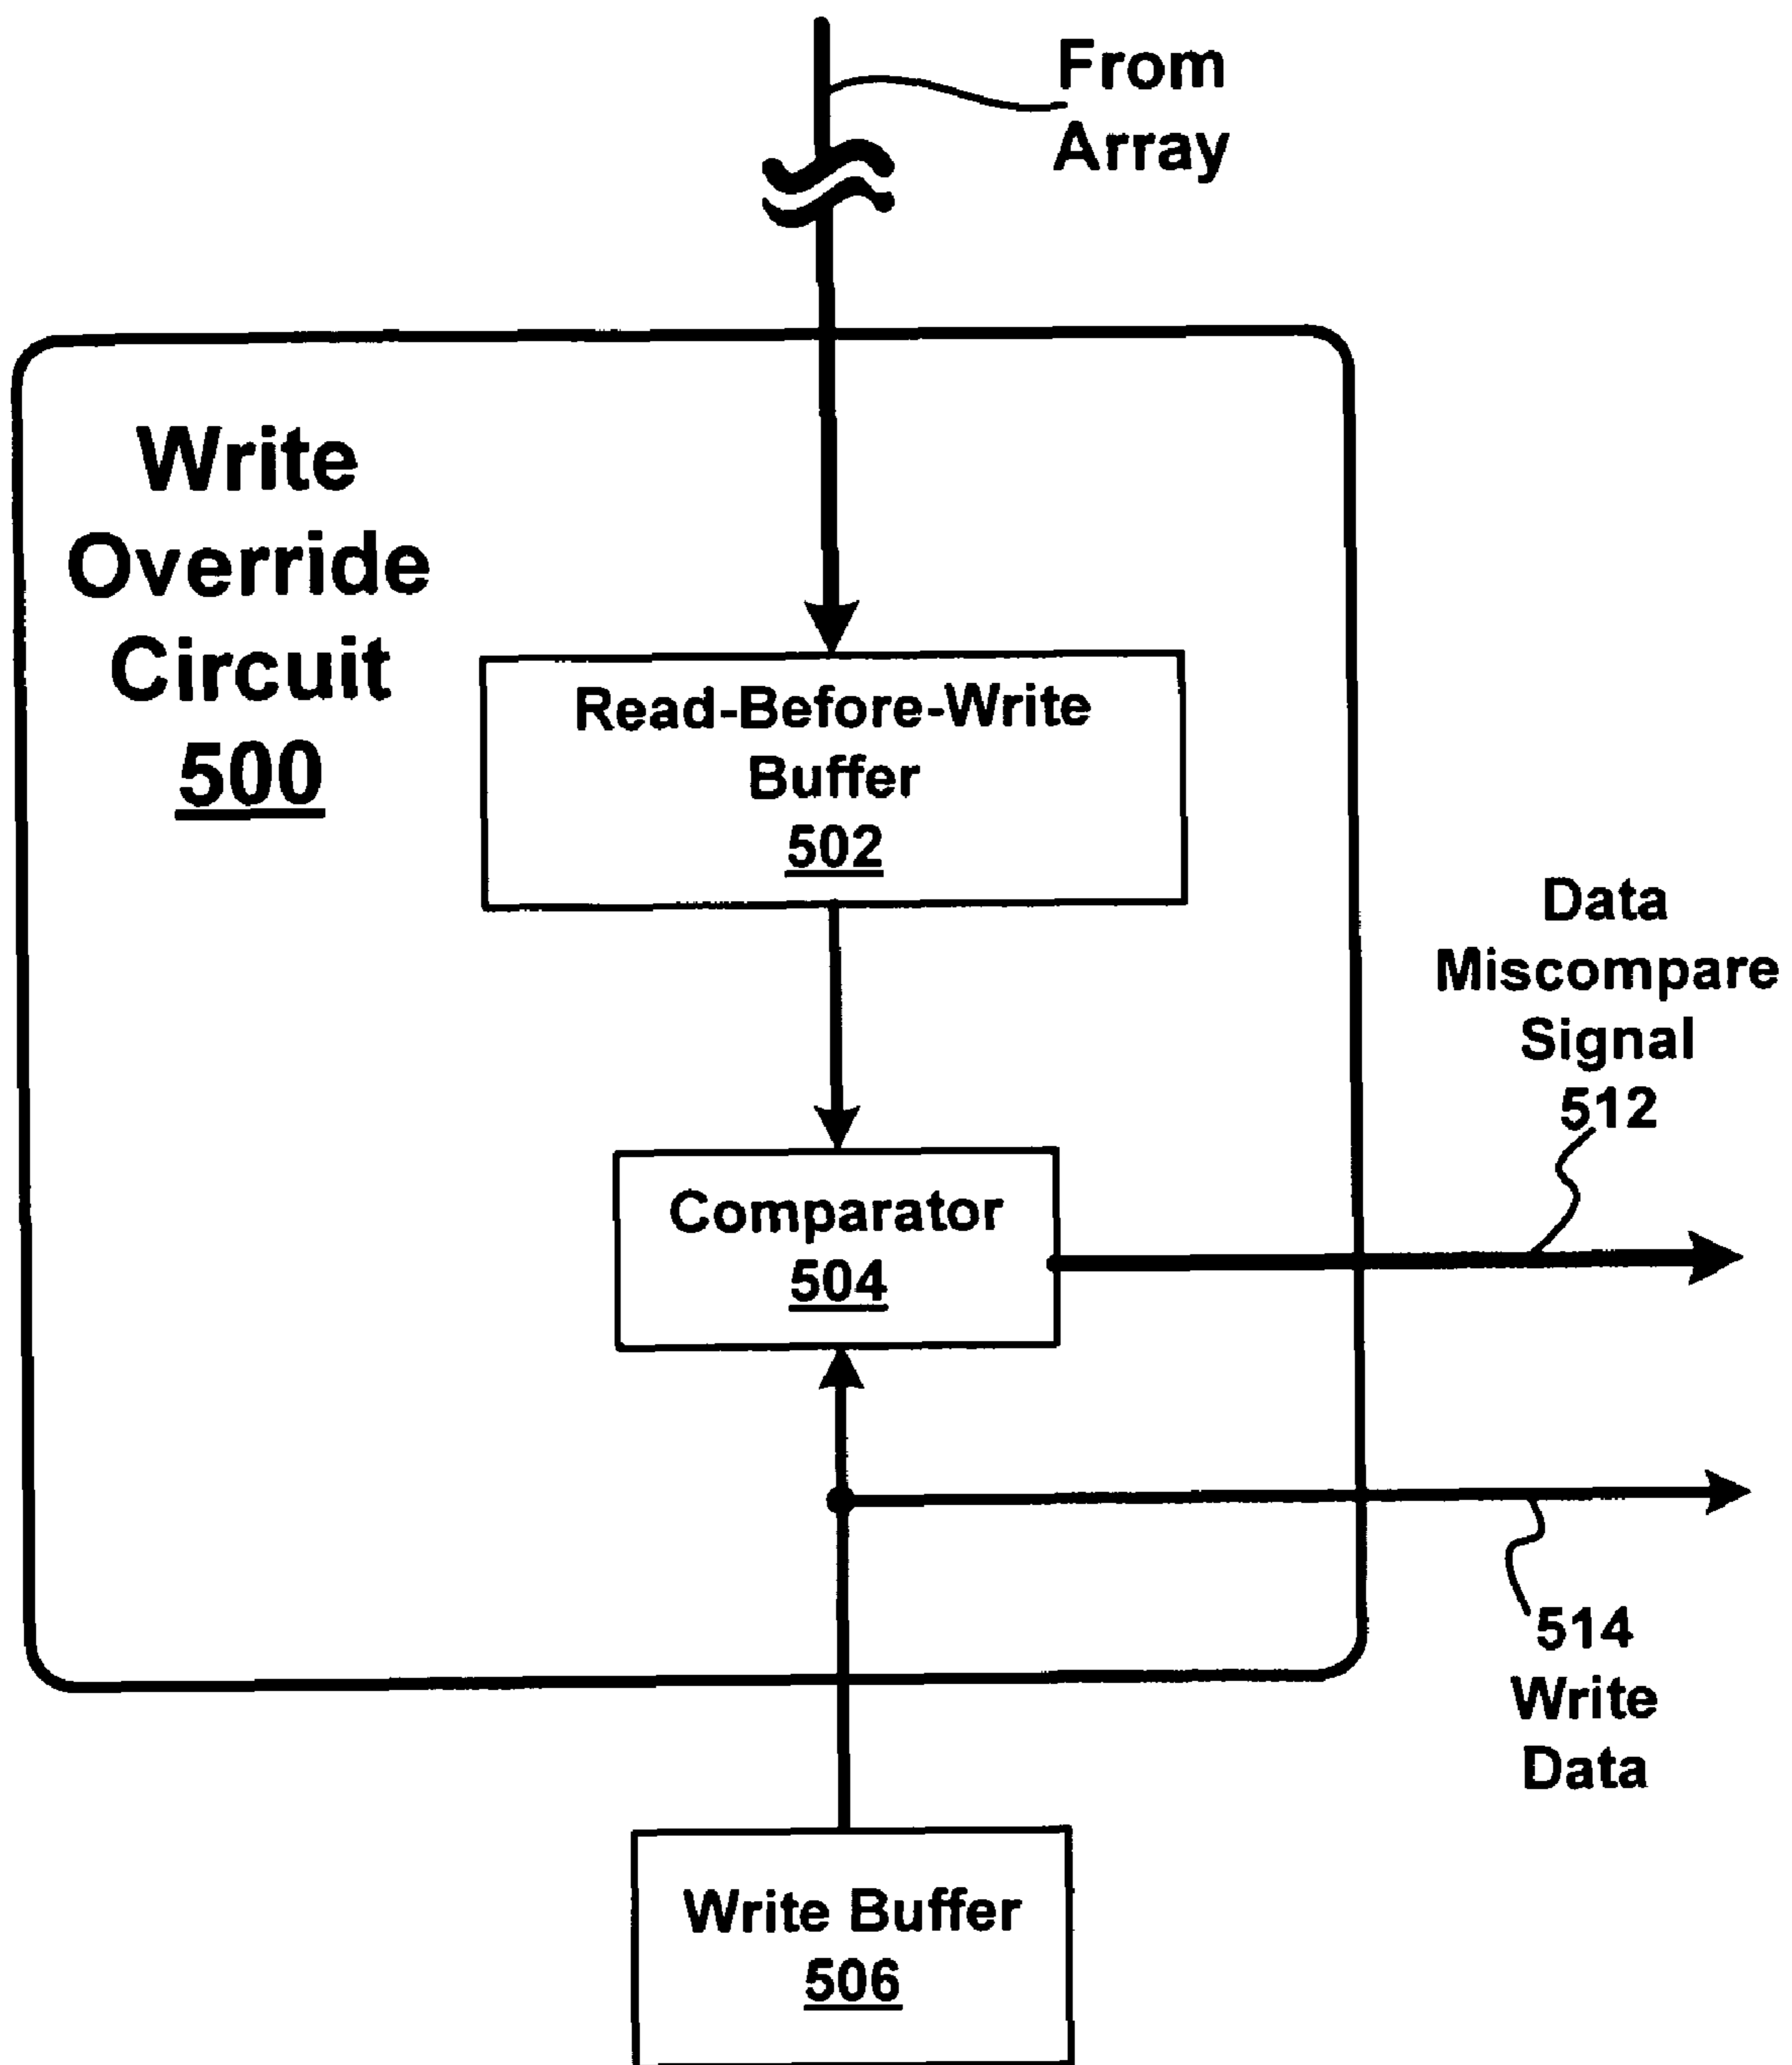 From
Array
Write
Override
Circuit
500
Read-Before-Write
Buffer
502
Data
Miscompare
Signal
512
Comparator
504
514
Write
Data
Write Buffer
506